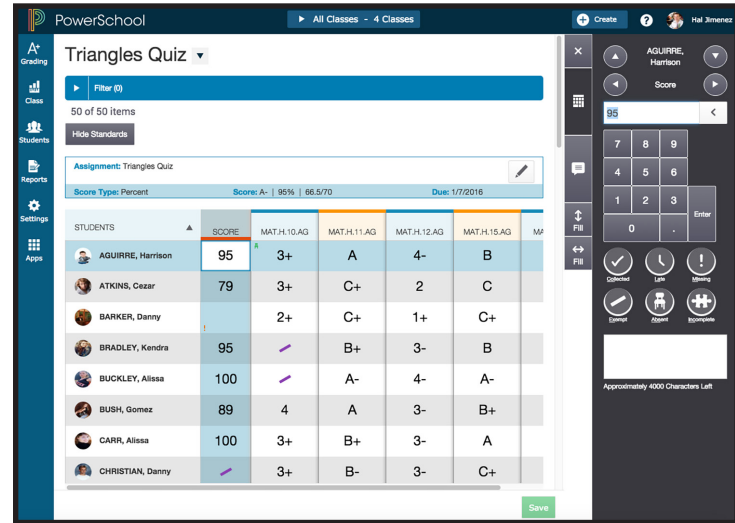 PowerSchool
All Classes - 4 Classes
Create
?
Hal Jimenez
A+
Grading
Class
Students
Reports
Settings
Apps
Triangles Quiz
Filter (0)
50 of 50 items
Hide Standards
Assignment: Triangles Quiz
Score Type: Percent Score: A- | 95% | 66.5/70 Due: 1/7/2016
STUDENTS SCORE MAT.H.10.AG MAT.H.11.AG MAT.H.12.AG MAT.H.15.AG MA
AGUIRRE, Harrison 95 3+ A 4- B
ATKINS, Cezar 79 3+ C+ 2 C
BARKER, Danny ! 2+ C+ 1+ C+
BRADLEY, Kendra 95 B+ 3- B
BUCKLEY, Alissa 100 A- 4- A-
BUSH, Gomez 89 4 A 3- B+
CARR, Alissa 100 3+ B+ 3- A
CHRISTIAN, Danny 3+ B- 3- C+
Save
Fill
Fill
AGUIRRE,
Harrison
Score
95
7 8 9
4 5 6
1 2 3
Enter
0 .
Collected Late Missing
Exempt Absent Incomplete
Approximately 4000 Characters Left